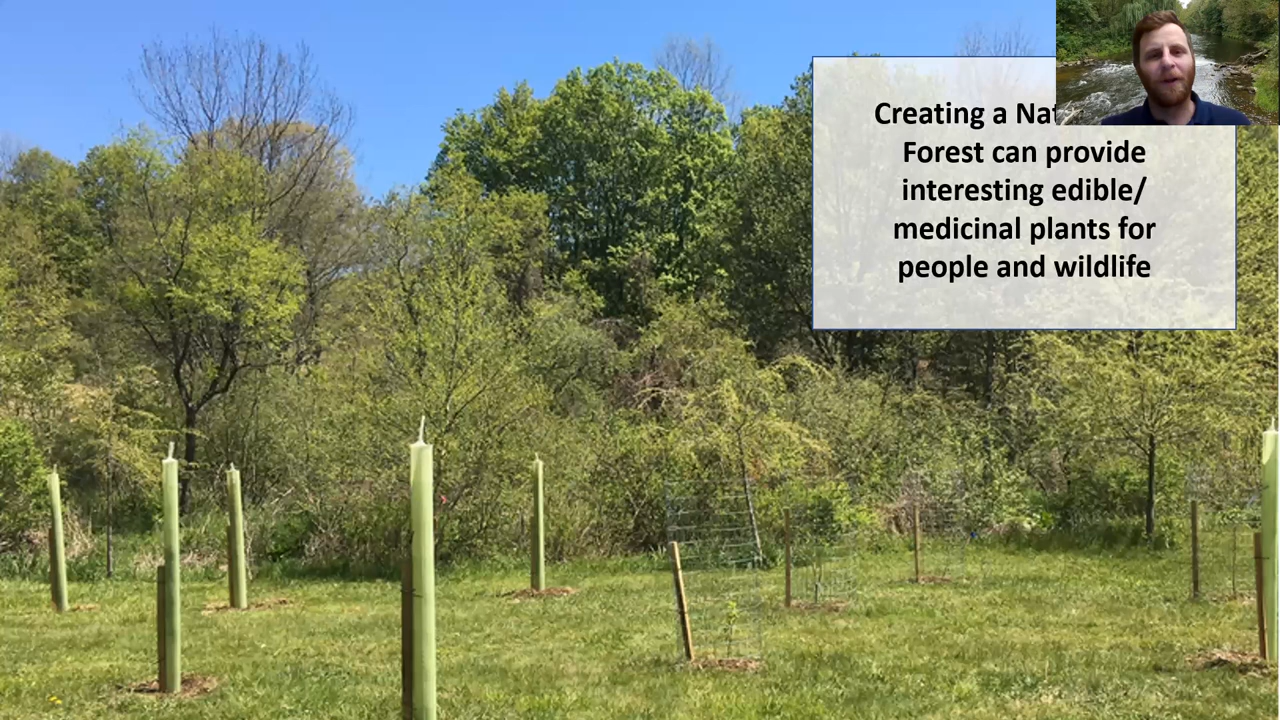 Creating a Nat
Forest can provide
interesting edible/
medicinal plants for
people and wildlife